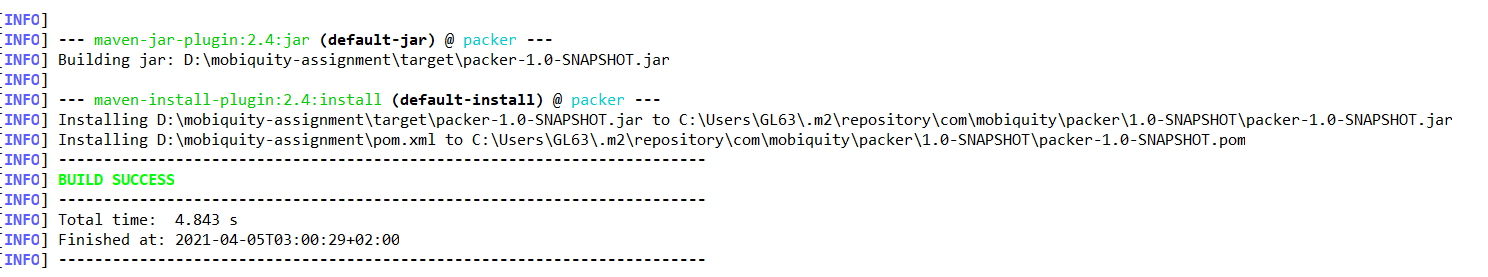 [INFO]
[INFO] --- maven-jar-plugin:2.4:jar (default-jar) @ packer ---
[INFO] Building jar: D:\mobiquity-assignment\target\packer-1.0-SNAPSHOT.jar
[INFO]
[INFO] --- maven-install-plugin:2.4:install (default-install) @ packer ---
[INFO] Installing D:\mobiquity-assignment\target\packer-1.0-SNAPSHOT.jar to C:\Users\GL63\.m2\repository\com\mobiquity\packer\1.0-SNAPSHOT\packer-1.0-SNAPSHOT.jar
[INFO] Installing D:\mobiquity-assignment\pom.xml to C:\Users\GL63\.m2\repository\com\mobiquity\packer\1.0-SNAPSHOT\packer-1.0-SNAPSHOT.pom
[INFO] ------------------------------------------------------------------------
[INFO] BUILD SUCCESS
[INFO] ------------------------------------------------------------------------
[INFO] Total time:  4.843 s
[INFO] Finished at: 2021-04-05T03:00:29+02:00
[INFO] ------------------------------------------------------------------------